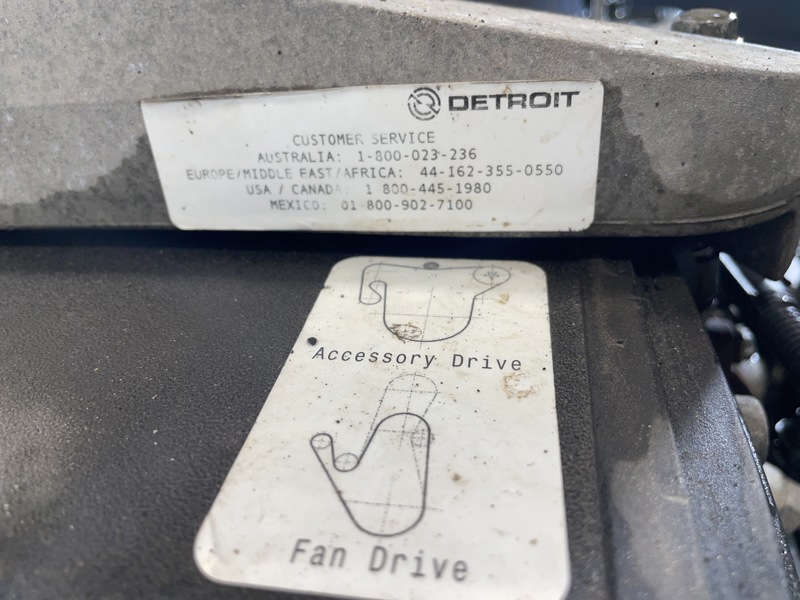 DETROIT
CUSTOMER SERVICE
AUSTRALIA: 1-800-023-236
EUROPE/MIDDLE EAST/AFRICA: 44-162-355-0550
USA / CANADA: 1 800-445-1980
MEXICO: 01-800-902-7100
Accessory Drive
Fan Drive